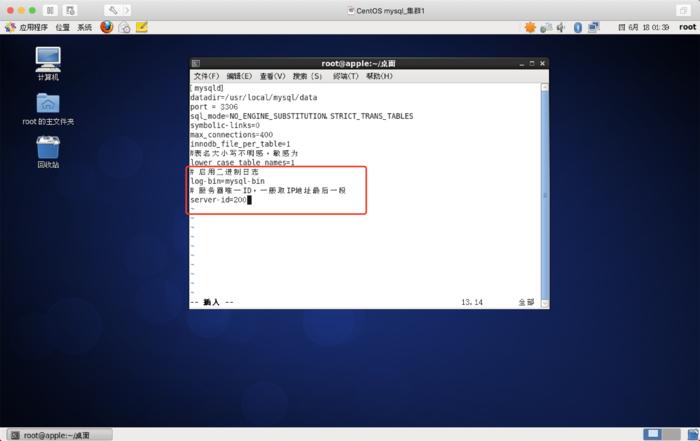 CentOS mysql_集群1
应用程序 位置 系统
四 6月 18 01:39 root
计算机
root 的主文件夹
回收站
root@apple:~/桌面
文件(F) 编辑(E) 查看(V) 搜索 (S) 终端(T) 帮助(H)
[mysqld]
datadir=/usr/local/mysql/data
port = 3306
sql_mode=NO_ENGINE_SUBSTITUTION,STRICT_TRANS_TABLES
symbolic-links=0
max_connections=400
innodb_file_per_table=1
#表名大小写不明感，敏感为
lower_case_table_names=1
# 启用二进制日志
log-bin=mysql-bin
# 服务器唯一ID，一般取IP地址最后一段
server-id=200
~
~
~
~
~
~
~
~
~
-- 插入 -- 13,14 全部
root@apple:~/桌面